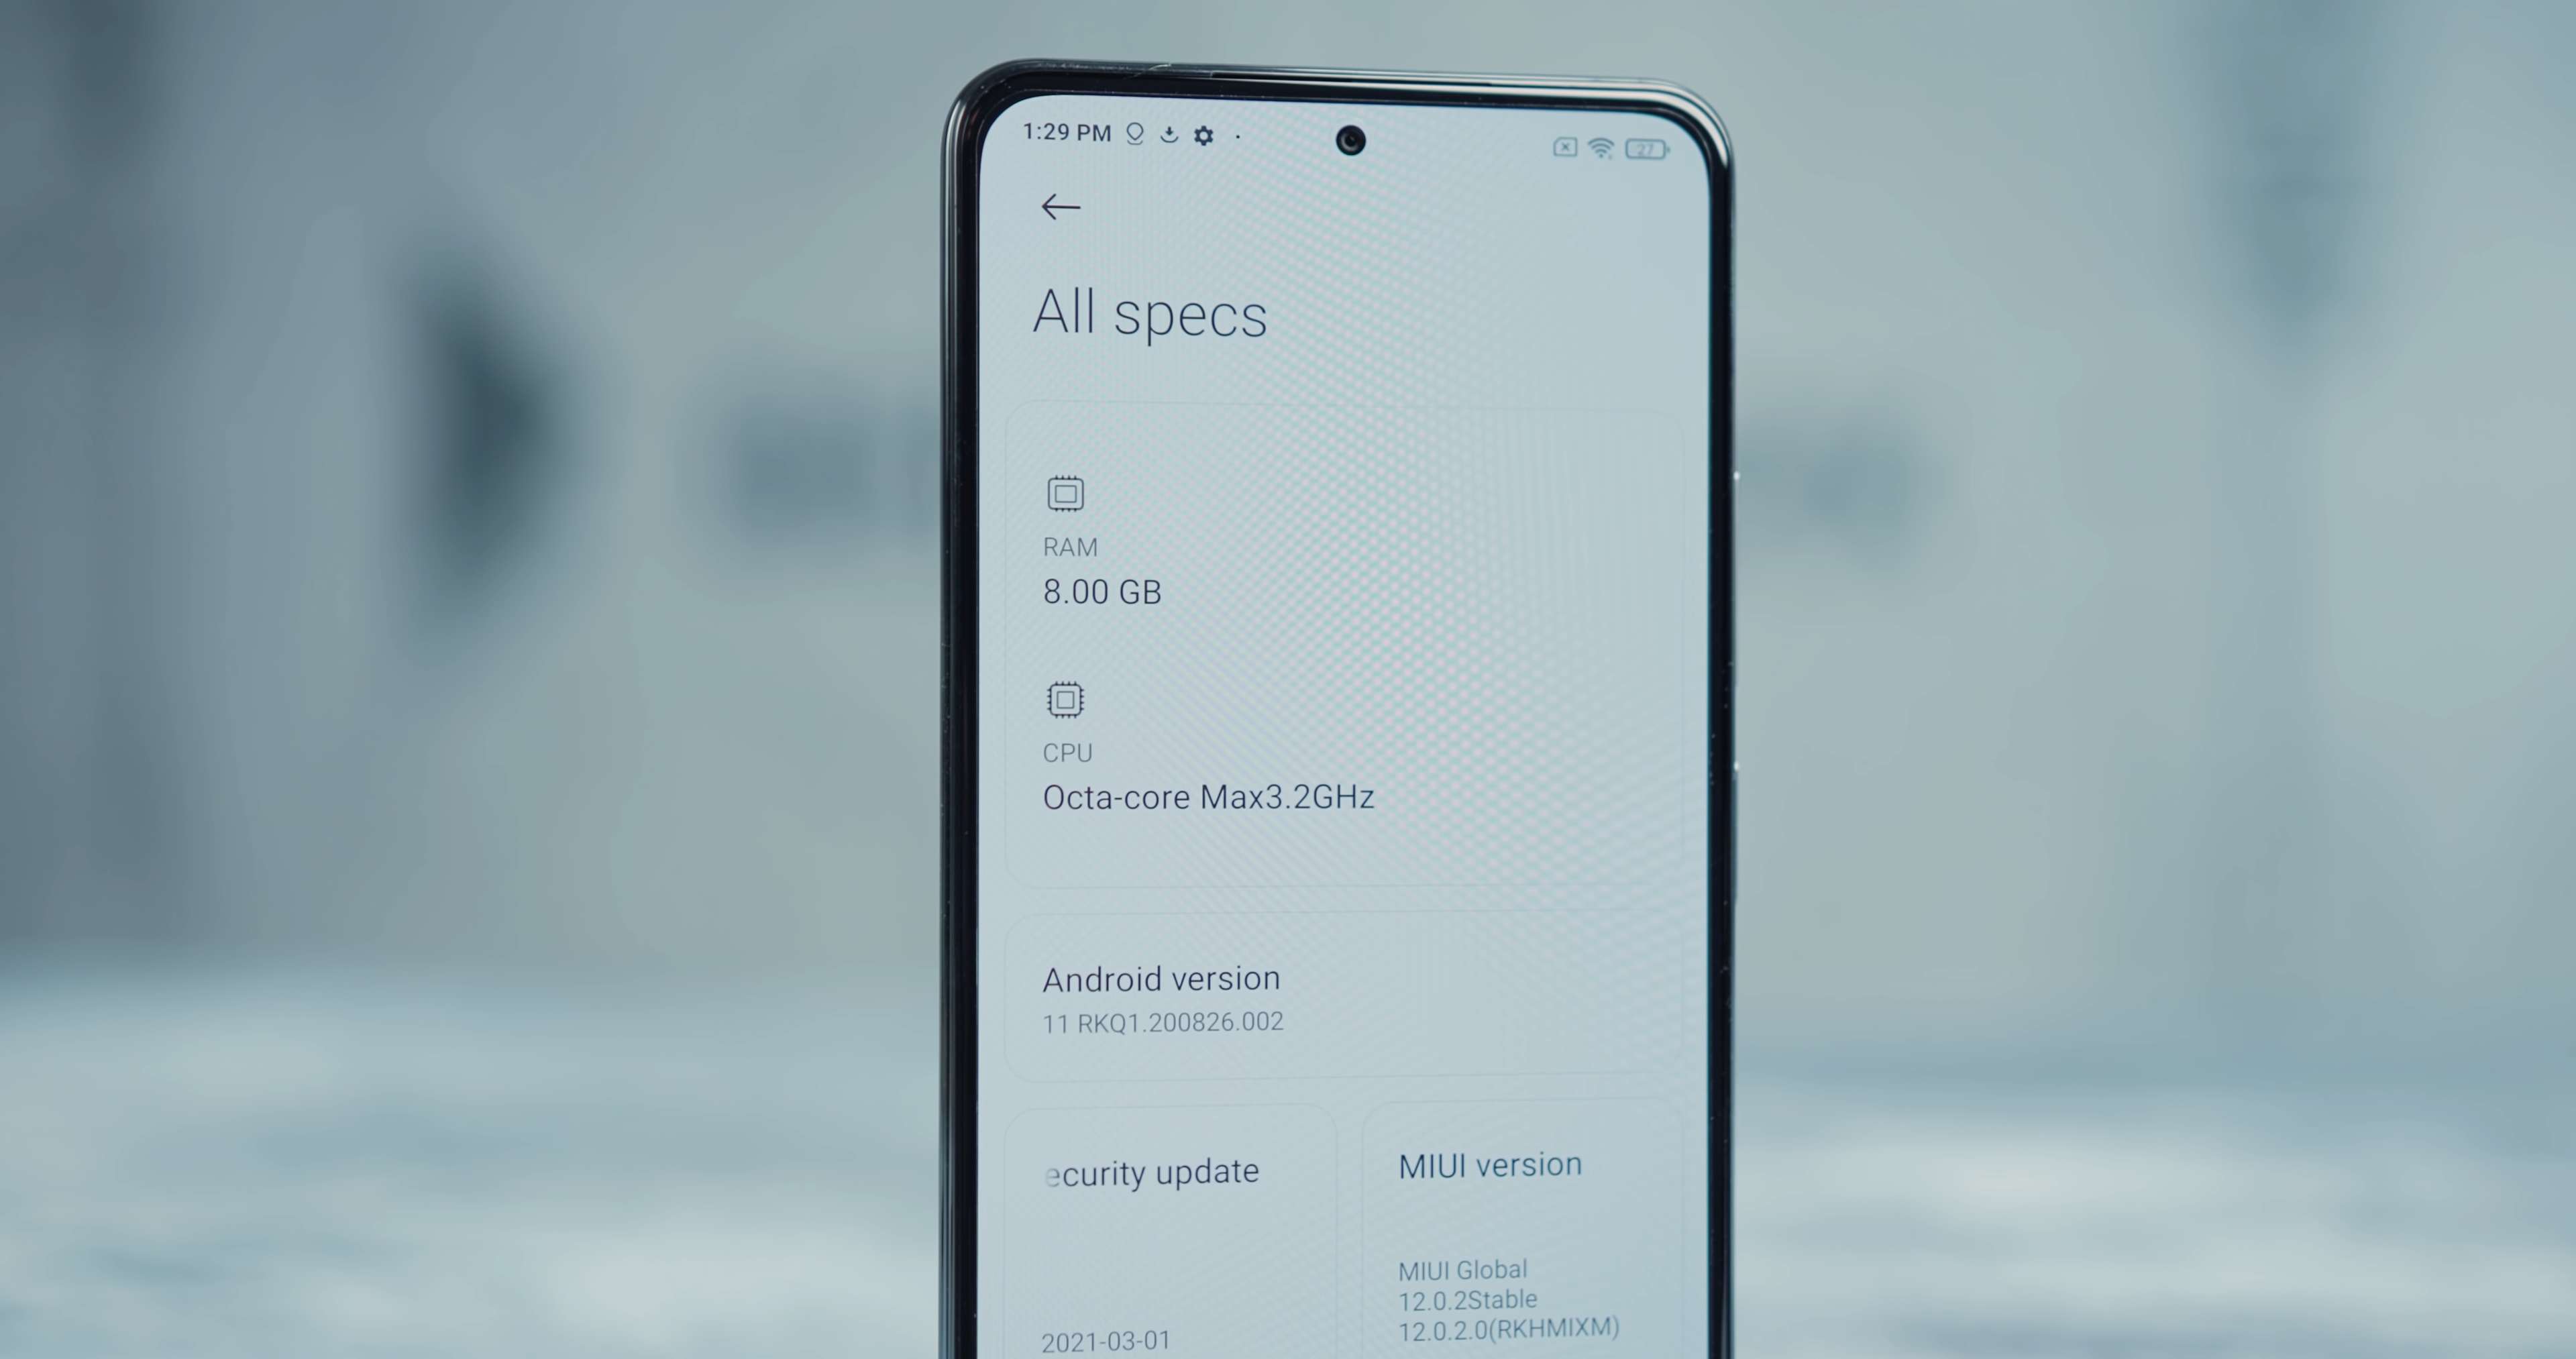 1:29 PM
27
All specs
RAM
8.00 GB
CPU
Octa-core Max3.2GHz
Android version
11 RKQ1.200826.002
ecurity update
2021-03-01
MIUI version
MIUI Global
12.0.2Stable
12.0.2.0(RKHMIXM)